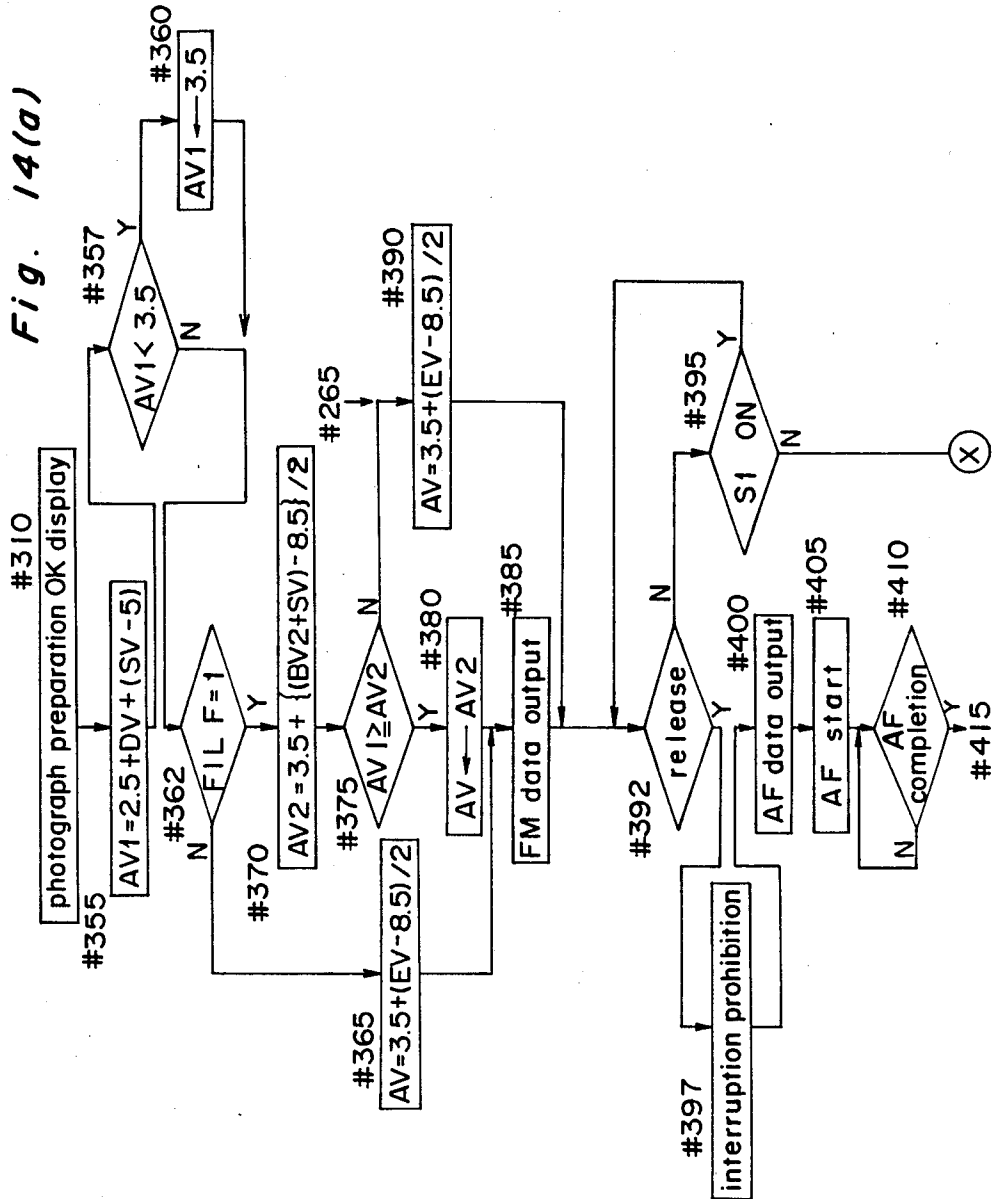 Fig. 14(a)
#310
photograph preparation OK display
#355
AV1=2.5+DV+(SV-5)
#357
AV1<3.5
Y
N
#360
AV1←3.5
#362
FIL F=1
N
Y
#365
AV=3.5+(EV-8.5)/2
#370
AV2=3.5+{(BV2+SV)-8.5}/2
#375
AV1≧AV2
N
Y
#265
#380
AV←AV2
#390
AV=3.5+(EV-8.5)/2
#385
FM data output
#392
release
N
Y
#395
S1 ON
Y
N
X
#397
interruption prohibition
#400
AF data output
#405
AF start
#410
AF
completion
N
Y
#415